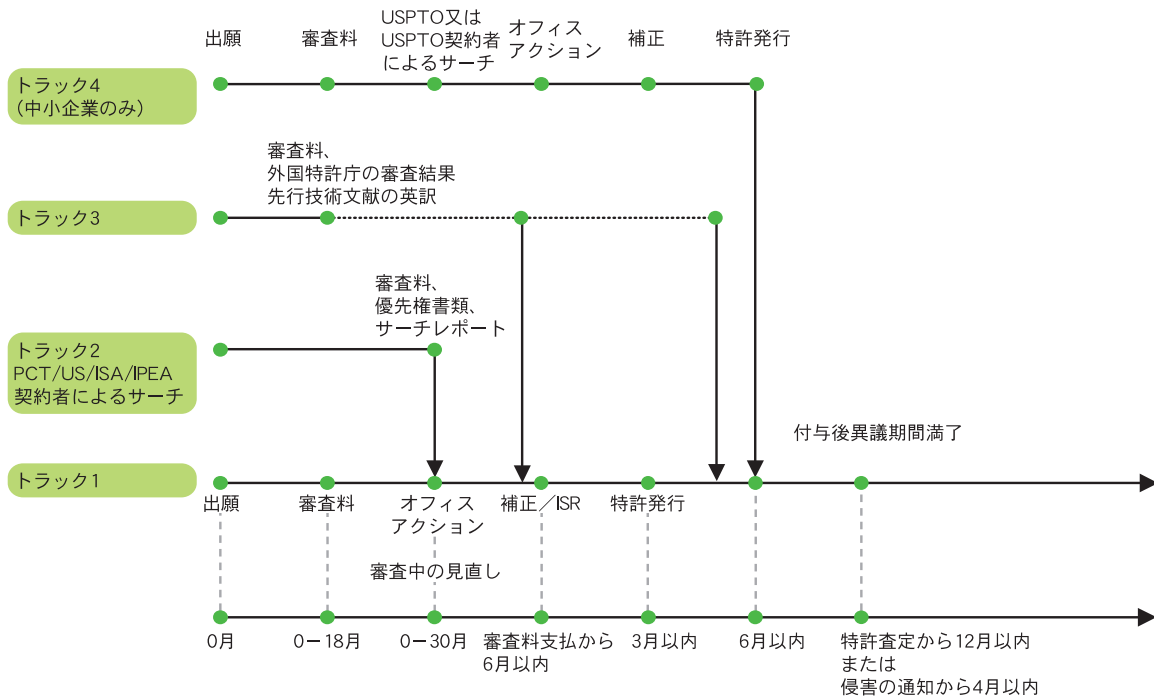 出願
審査料
USPTO又は
USPTO契約者
によるサーチ
オフィス
アクション
補正
特許発行
トラック4
（中小企業のみ）
審査料、
外国特許庁の審査結果
先行技術文献の英訳
トラック3
審査料、
優先権書類、
サーチレポート
トラック2
PCT/US/ISA/IPEA
契約者によるサーチ
付与後異議期間満了
トラック1
出願
審査料
オフィス
アクション
補正／ISR
特許発行
審査中の見直し
0月
0－18月
0－30月
審査料支払から
6月以内
3月以内
6月以内
特許査定から12月以内
または
侵害の通知から4月以内